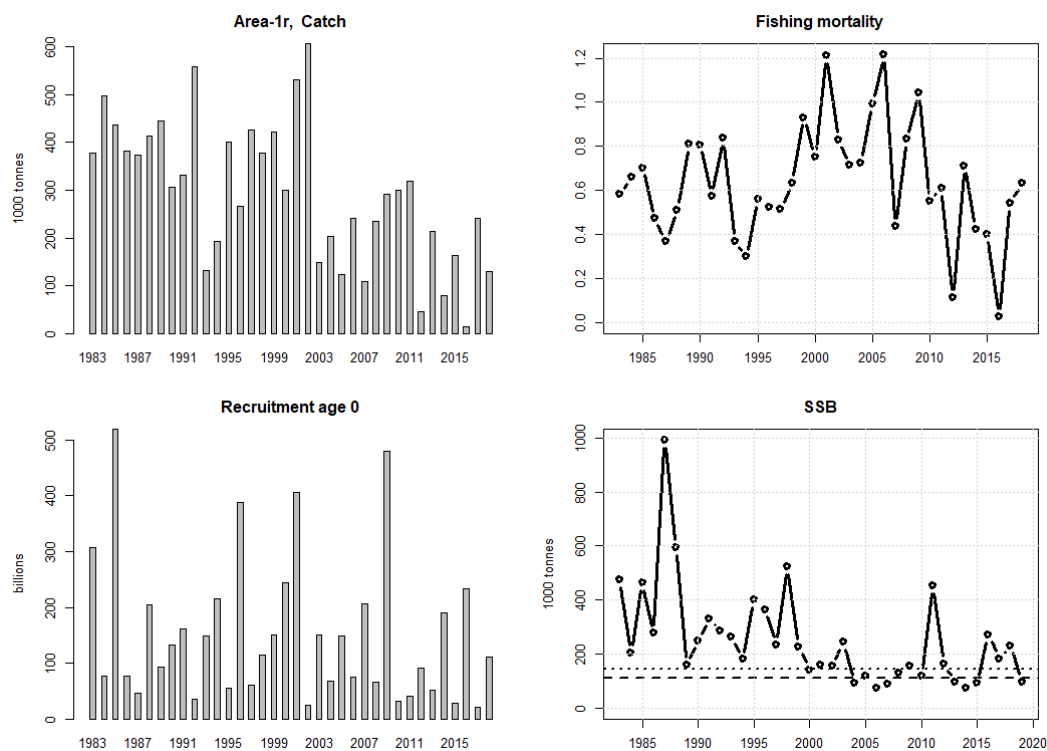 Area-1r, Catch
1000 tonnes
0 100 200 300 400 500 600
1983 1987 1991 1995 1999 2003 2007 2011 2015
Fishing mortality
0.0 0.2 0.4 0.6 0.8 1.0 1.2
1985 1990 1995 2000 2005 2010 2015
Recruitment age 0
billions
0 100 200 300 400 500
1983 1987 1991 1995 1999 2003 2007 2011 2015
SSB
1000 tonnes
0 200 400 600 800 1000
1985 1990 1995 2000 2005 2010 2015 2020